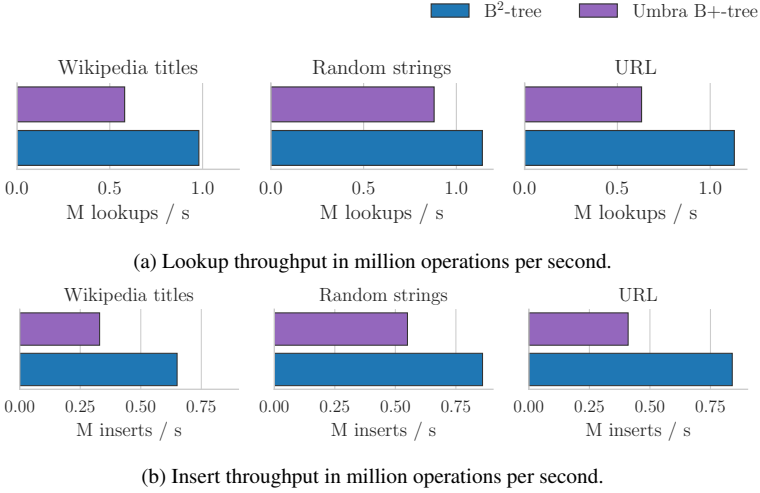 B²-tree Umbra B+-tree
Wikipedia titles Random strings URL
0.0 0.5 1.0 0.0 0.5 1.0 0.0 0.5 1.0
M lookups / s M lookups / s M lookups / s
(a) Lookup throughput in million operations per second.
Wikipedia titles Random strings URL
0.00 0.25 0.50 0.75 0.00 0.25 0.50 0.75 0.00 0.25 0.50 0.75
M inserts / s M inserts / s M inserts / s
(b) Insert throughput in million operations per second.